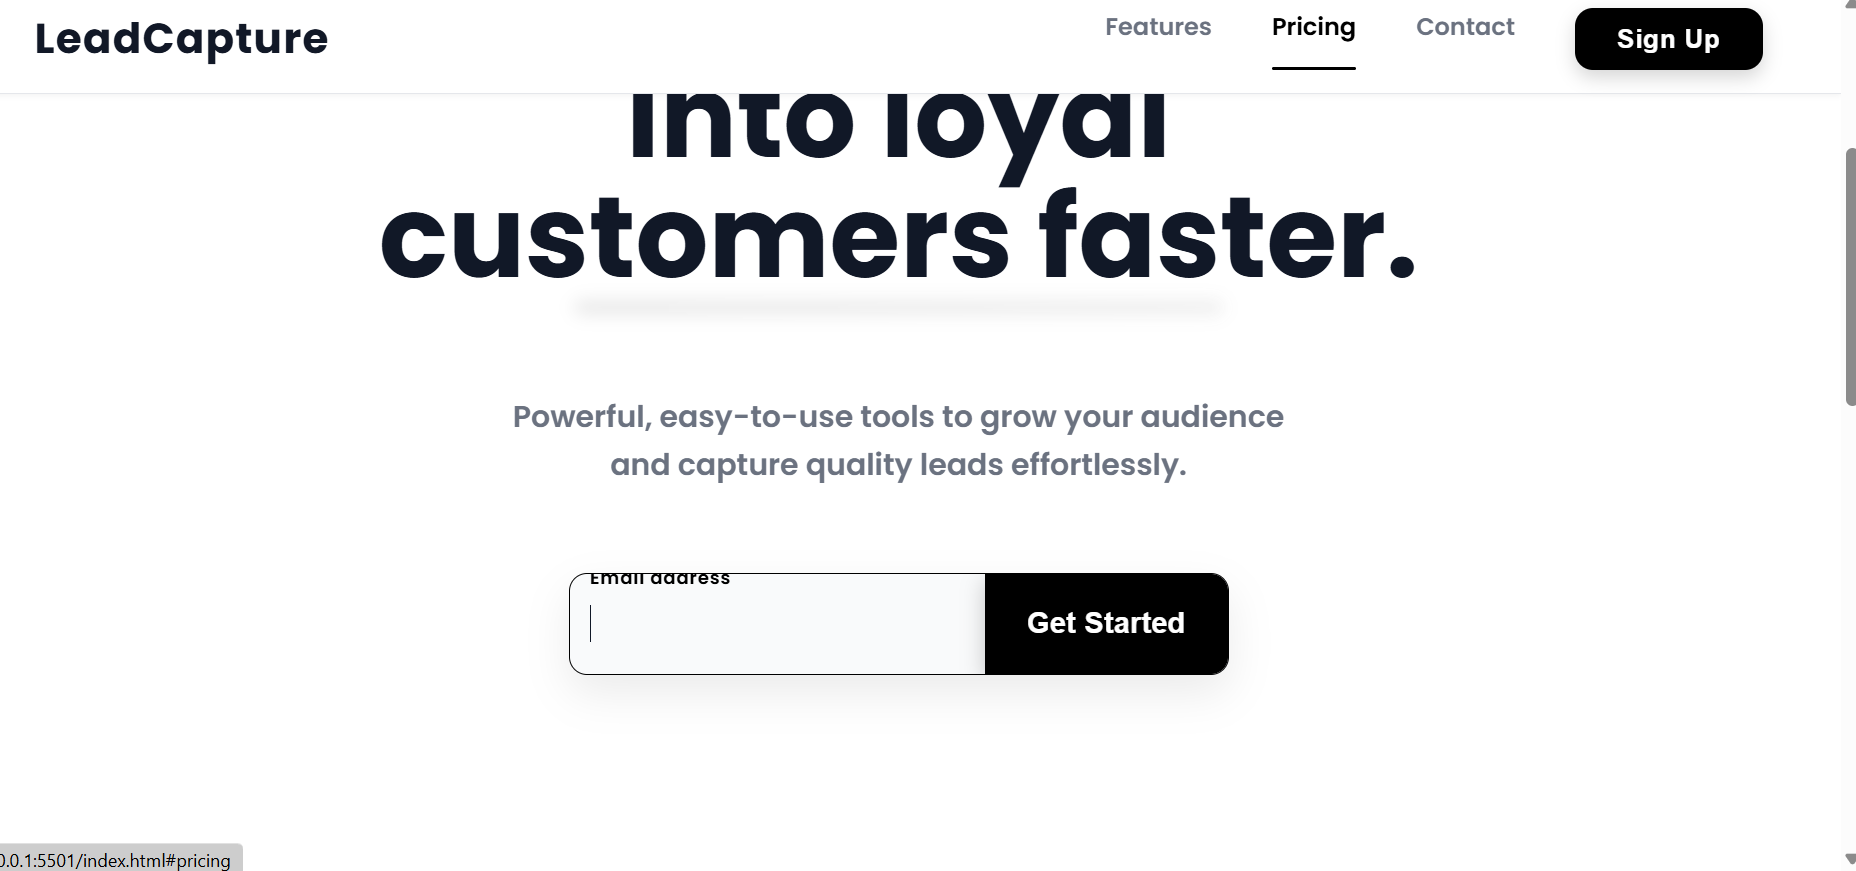 LeadCapture
Features Pricing Contact Sign Up
into loyal
customers faster.
Powerful, easy-to-use tools to grow your audience
and capture quality leads effortlessly.
Email address
Get Started
0.0.1:5501/index.html#pricing